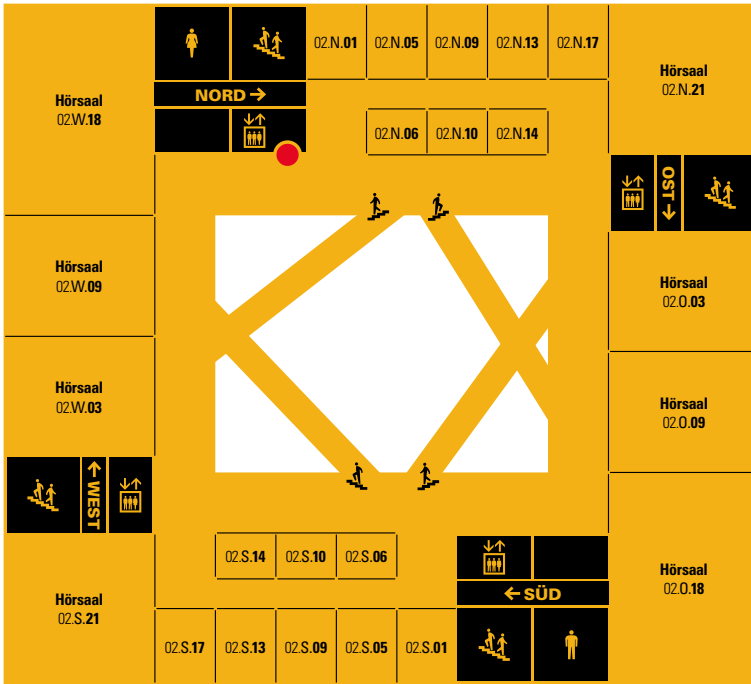 02.N.01
02.N.05
02.N.09
02.N.13
02.N.17
Hörsaal
02.N.21
Hörsaal
02.W.18
NORD →
02.N.06
02.N.10
02.N.14
OST →
Hörsaal
02.W.09
Hörsaal
02.O.03
Hörsaal
02.W.03
Hörsaal
02.O.09
← WEST
02.S.14
02.S.10
02.S.06
Hörsaal
02.O.18
← SÜD
Hörsaal
02.S.21
02.S.17
02.S.13
02.S.09
02.S.05
02.S.01